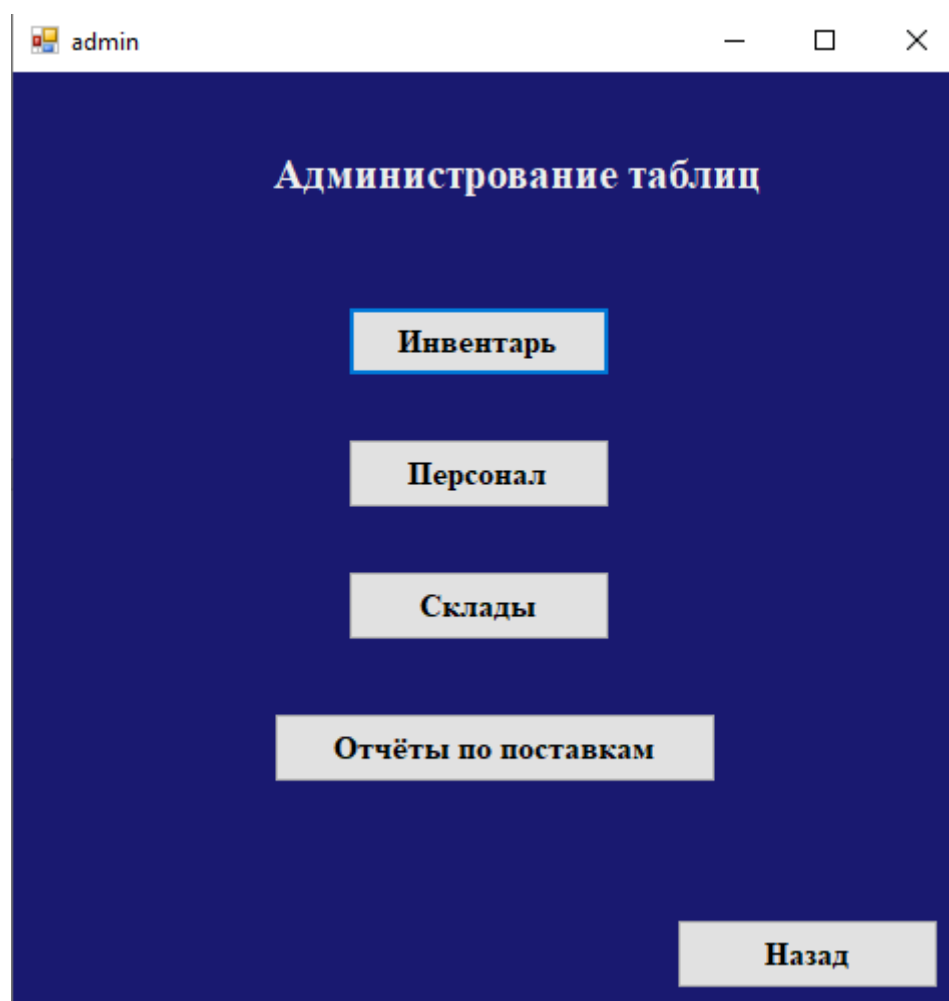 admin
Администрование таблиц
Инвентарь
Персонал
Склады
Отчёты по поставкам
Назад